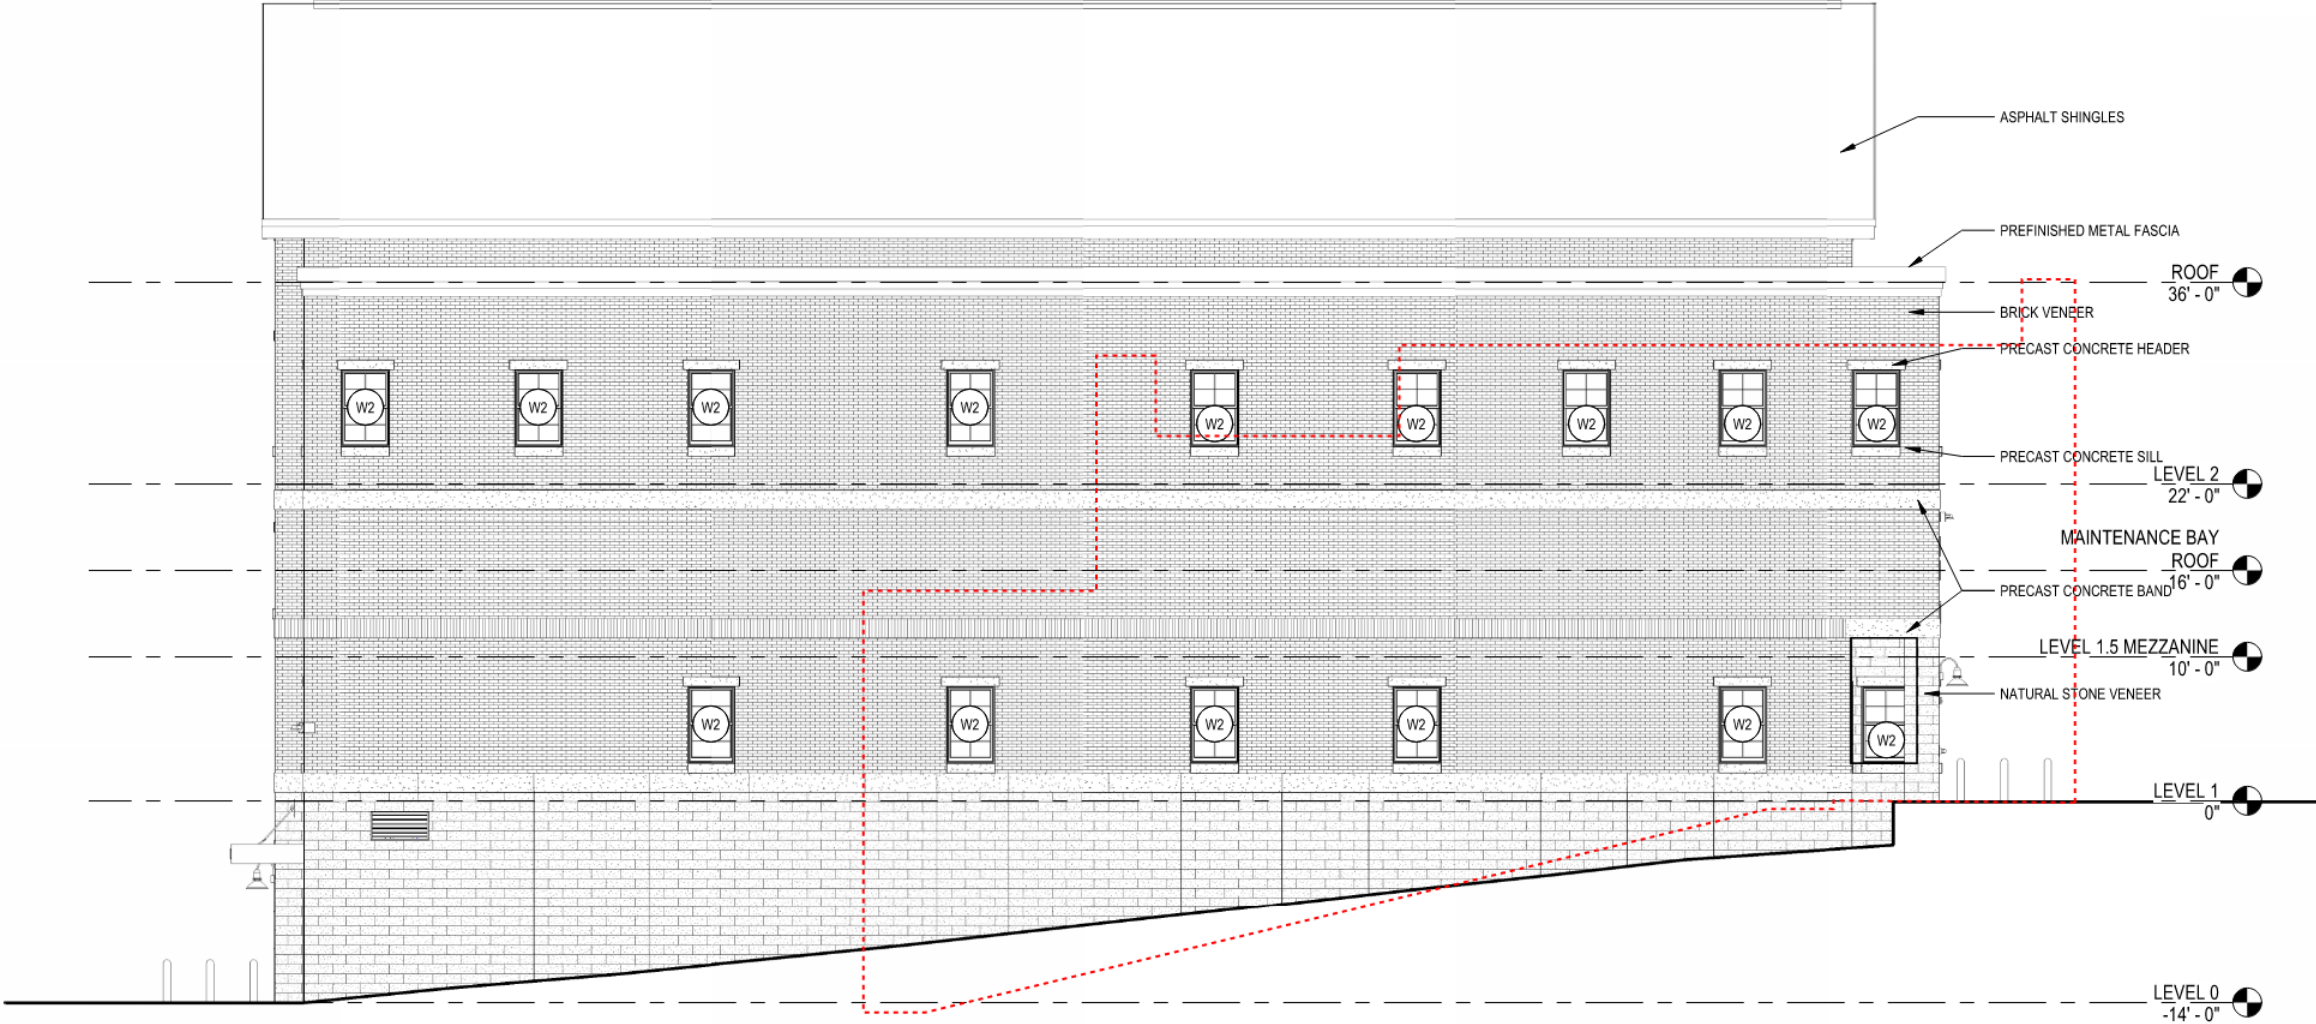 ASPHALT SHINGLES
PREFINISHED METAL FASCIA
ROOF
36' - 0"
BRICK VENEER
PRECAST CONCRETE HEADER
W2
W2
W2
W2
W2
W2
W2
W2
W2
PRECAST CONCRETE SILL
LEVEL 2
22' - 0"
MAINTENANCE BAY
ROOF
16' - 0"
PRECAST CONCRETE BAND
LEVEL 1.5 MEZZANINE
10' - 0"
NATURAL STONE VENEER
W2
W2
W2
W2
W2
W2
LEVEL 1
0"
LEVEL 0
-14' - 0"